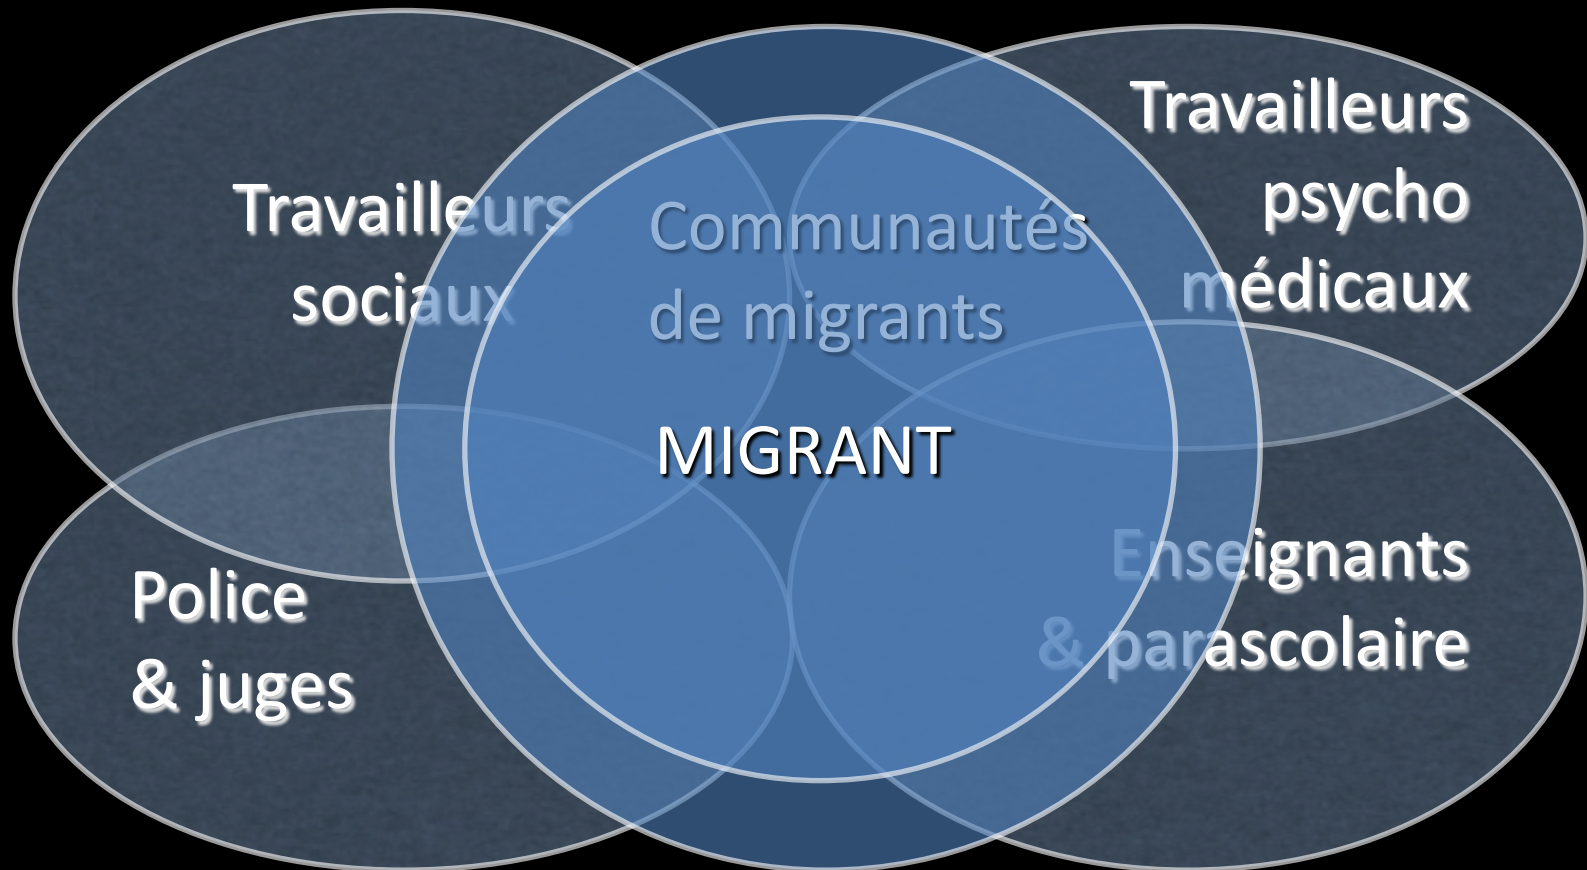 Travailleurs
sociaux
Communautés
de migrants
Travailleurs
psycho
médicaux
MIGRANT
Police
& juges
Enseignants
& parascolaire